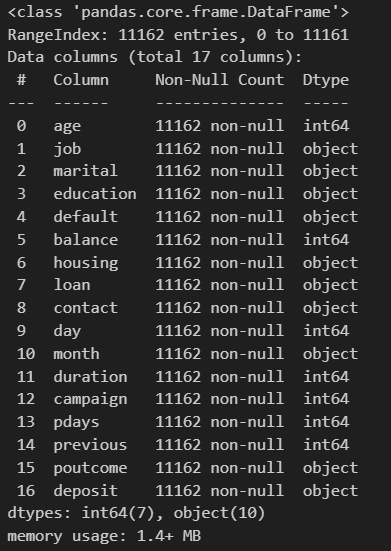 <class 'pandas.core.frame.DataFrame'>
RangeIndex: 11162 entries, 0 to 11161
Data columns (total 17 columns):
 #   Column     Non-Null Count  Dtype
---  ------     --------------  -----
 0   age        11162 non-null  int64
 1   job        11162 non-null  object
 2   marital    11162 non-null  object
 3   education  11162 non-null  object
 4   default    11162 non-null  object
 5   balance    11162 non-null  int64
 6   housing    11162 non-null  object
 7   loan       11162 non-null  object
 8   contact    11162 non-null  object
 9   day        11162 non-null  int64
 10  month      11162 non-null  object
 11  duration   11162 non-null  int64
 12  campaign   11162 non-null  int64
 13  pdays      11162 non-null  int64
 14  previous   11162 non-null  int64
 15  poutcome   11162 non-null  object
 16  deposit    11162 non-null  object
dtypes: int64(7), object(10)
memory usage: 1.4+ MB